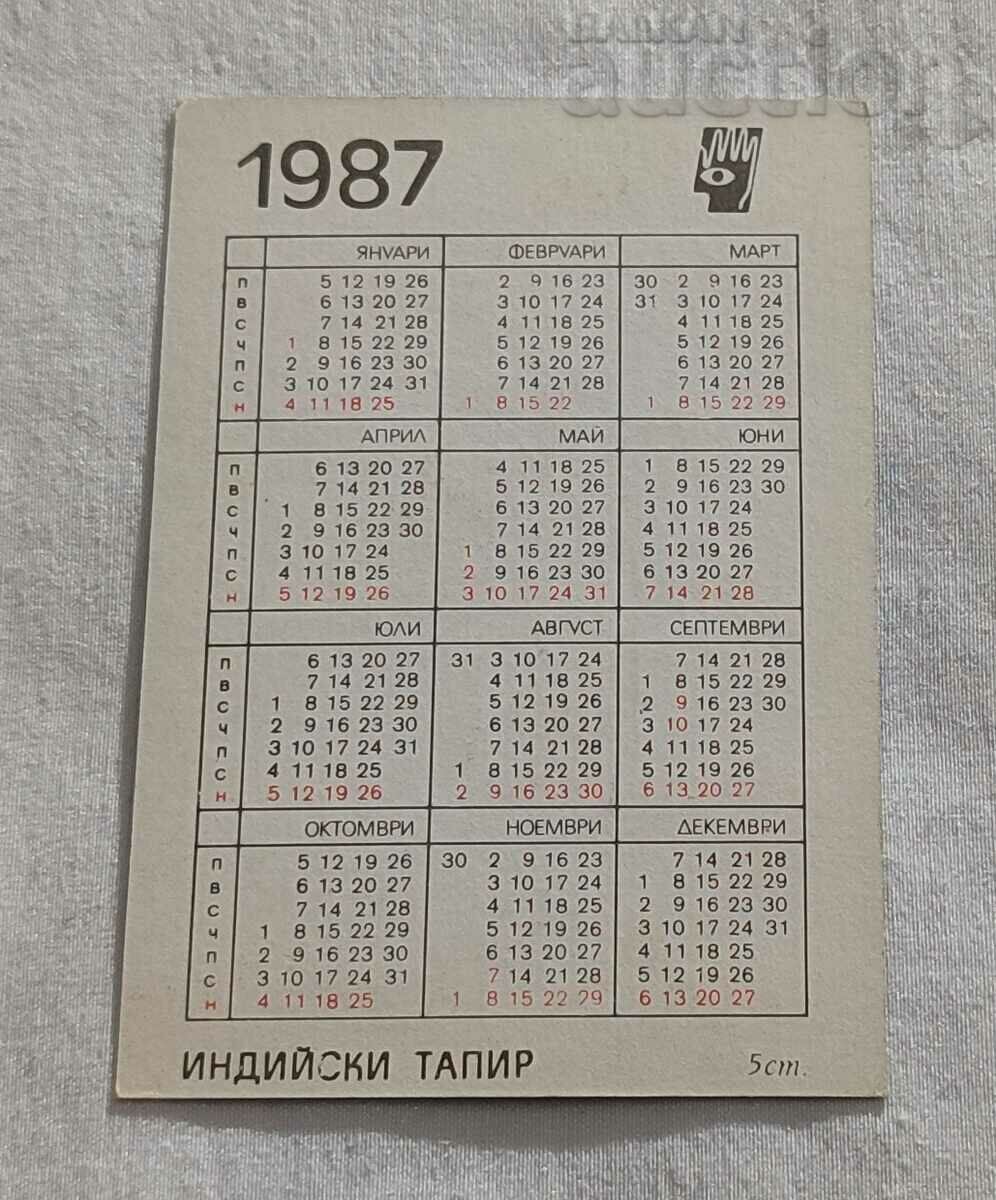 1987
ЯНУАРИ ФЕВРУАРИ МАРТ
П 5 12 19 26 2 9 16 23 30 2 9 16 23
В 6 13 20 27 3 10 17 24 31 3 10 17 24
С 7 14 21 28 4 11 18 25 4 11 18 25
Ч 1 8 15 22 29 5 12 19 26 5 12 19 26
П 2 9 16 23 30 6 13 20 27 6 13 20 27
С 3 10 17 24 31 7 14 21 28 7 14 21 28
Н 4 11 18 25 1 8 15 22 1 8 15 22 29
АПРИЛ МАЙ ЮНИ
П 6 13 20 27 4 11 18 25 1 8 15 22 29
В 7 14 21 28 5 12 19 26 2 9 16 23 30
С 1 8 15 22 29 6 13 20 27 3 10 17 24
Ч 2 9 16 23 30 7 14 21 28 4 11 18 25
П 3 10 17 24 1 8 15 22 29 5 12 19 26
С 4 11 18 25 2 9 16 23 30 6 13 20 27
Н 5 12 19 26 3 10 17 24 31 7 14 21 28
ЮЛИ АВГУСТ СЕПТЕМВРИ
П 6 13 20 27 31 3 10 17 24 7 14 21 28
В 7 14 21 28 4 11 18 25 1 8 15 22 29
С 1 8 15 22 29 5 12 19 26 2 9 16 23 30
Ч 2 9 16 23 30 6 13 20 27 3 10 17 24
П 3 10 17 24 31 7 14 21 28 4 11 18 25
С 4 11 18 25 1 8 15 22 29 5 12 19 26
Н 5 12 19 26 2 9 16 23 30 6 13 20 27
ОКТОМВРИ НОЕМВРИ ДЕКЕМВРИ
П 5 12 19 26 30 2 9 16 23 7 14 21 28
В 6 13 20 27 3 10 17 24 1 8 15 22 29
С 7 14 21 28 4 11 18 25 2 9 16 23 30
Ч 1 8 15 22 29 5 12 19 26 3 10 17 24 31
П 2 9 16 23 30 6 13 20 27 4 11 18 25
С 3 10 17 24 31 7 14 21 28 5 12 19 26
Н 4 11 18 25 1 8 15 22 29 6 13 20 27
ИНДИЙСКИ ТАПИР 5 ст.